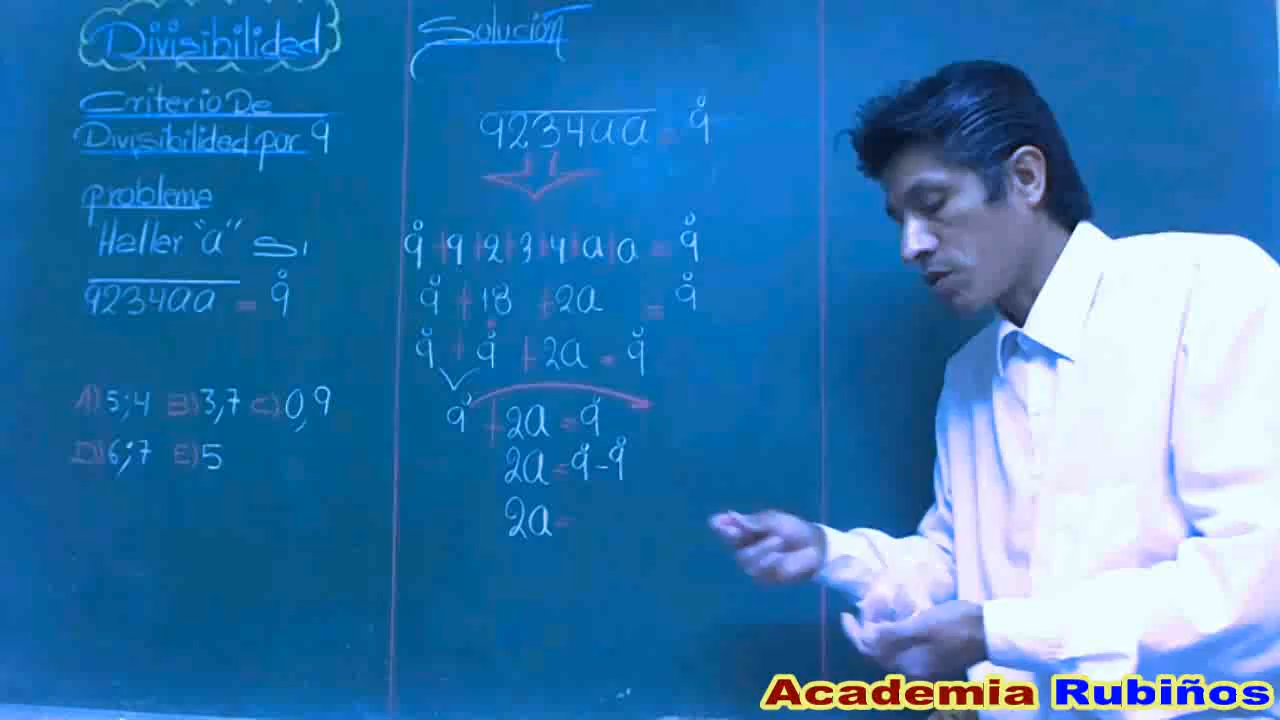 Divisibilidad
Criterio De
Divisibilidad por 9
problema
Hallar "a" Si
9234aa = 9̊
A) 5;4 B) 3,7 C) 0,9
D) 6;7 E) 5
Solución
9234aa = 9̊
9̊ + 9+2+3+4+a+a = 9̊
9̊ + 18 + 2a = 9̊
9̊ + 9̊ + 2a = 9̊
9̊ + 2a = 9̊
2a = 9̊ - 9̊
2a =
Academia Rubiños